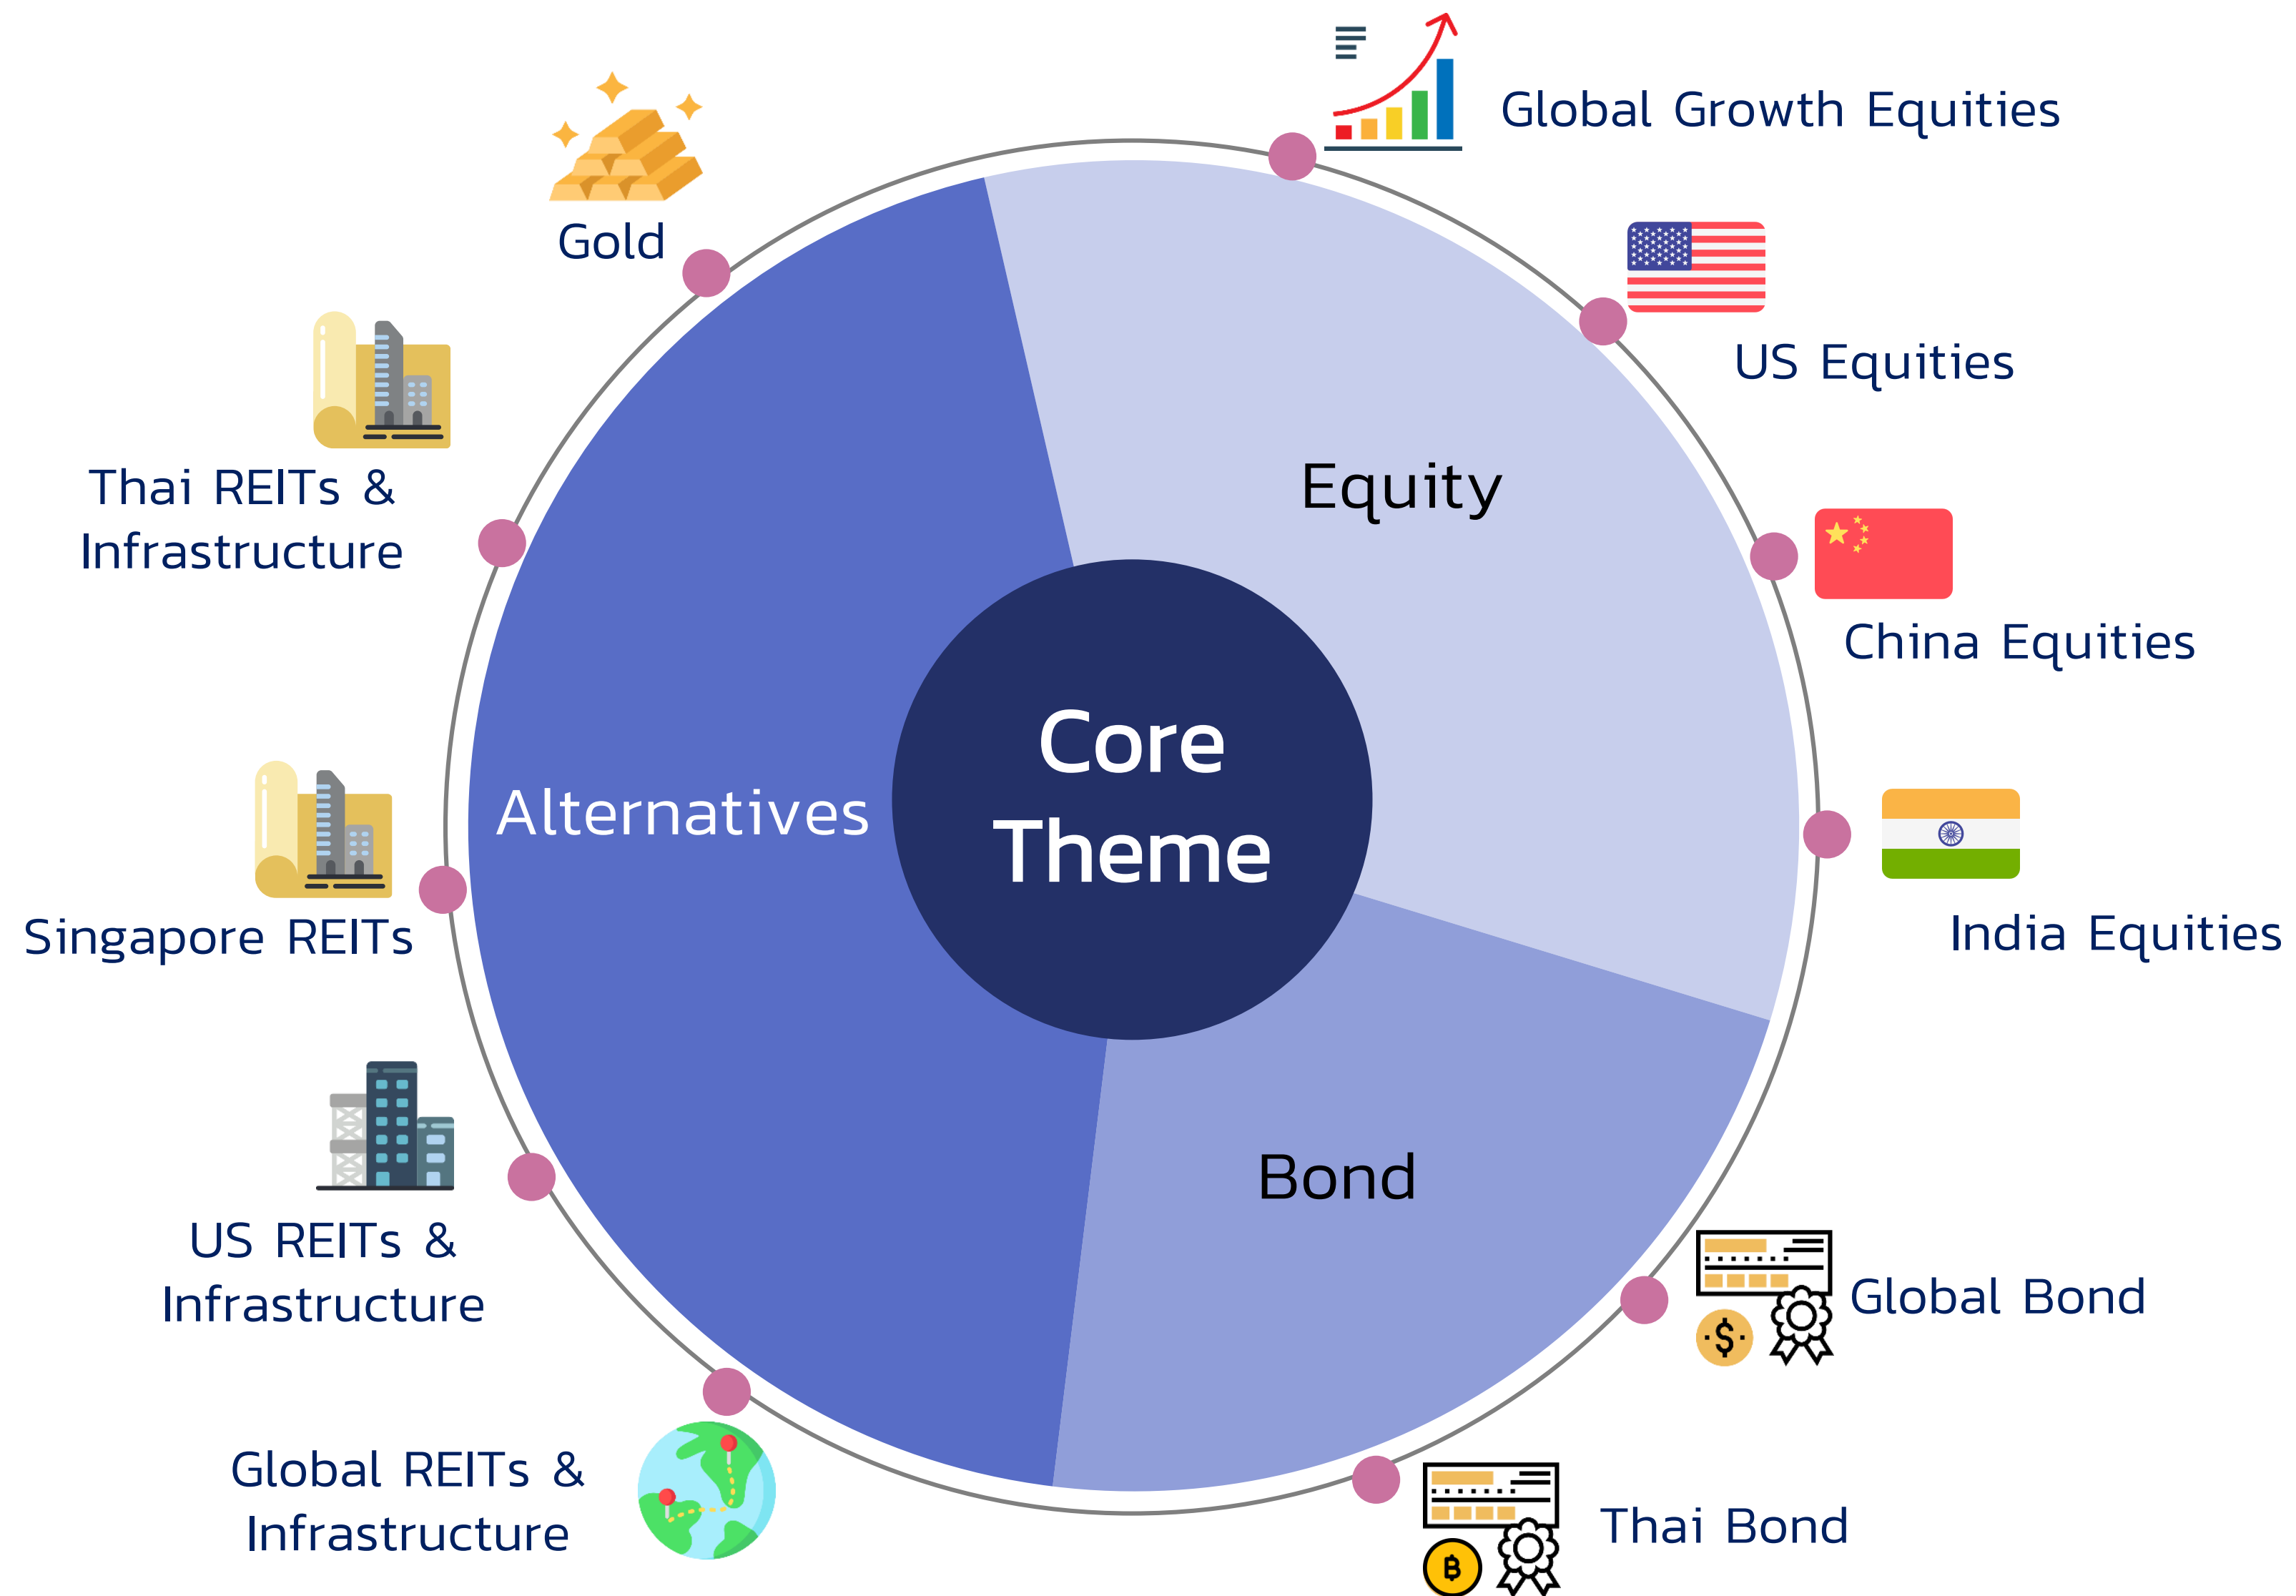 Core
Theme
Equity
Bond
Alternatives
Global Growth Equities
US Equities
China Equities
India Equities
Global Bond
Thai Bond
Global REITs &
Infrastructure
US REITs &
Infrastructure
Singapore REITs
Thai REITs &
Infrastructure
Gold
$
B